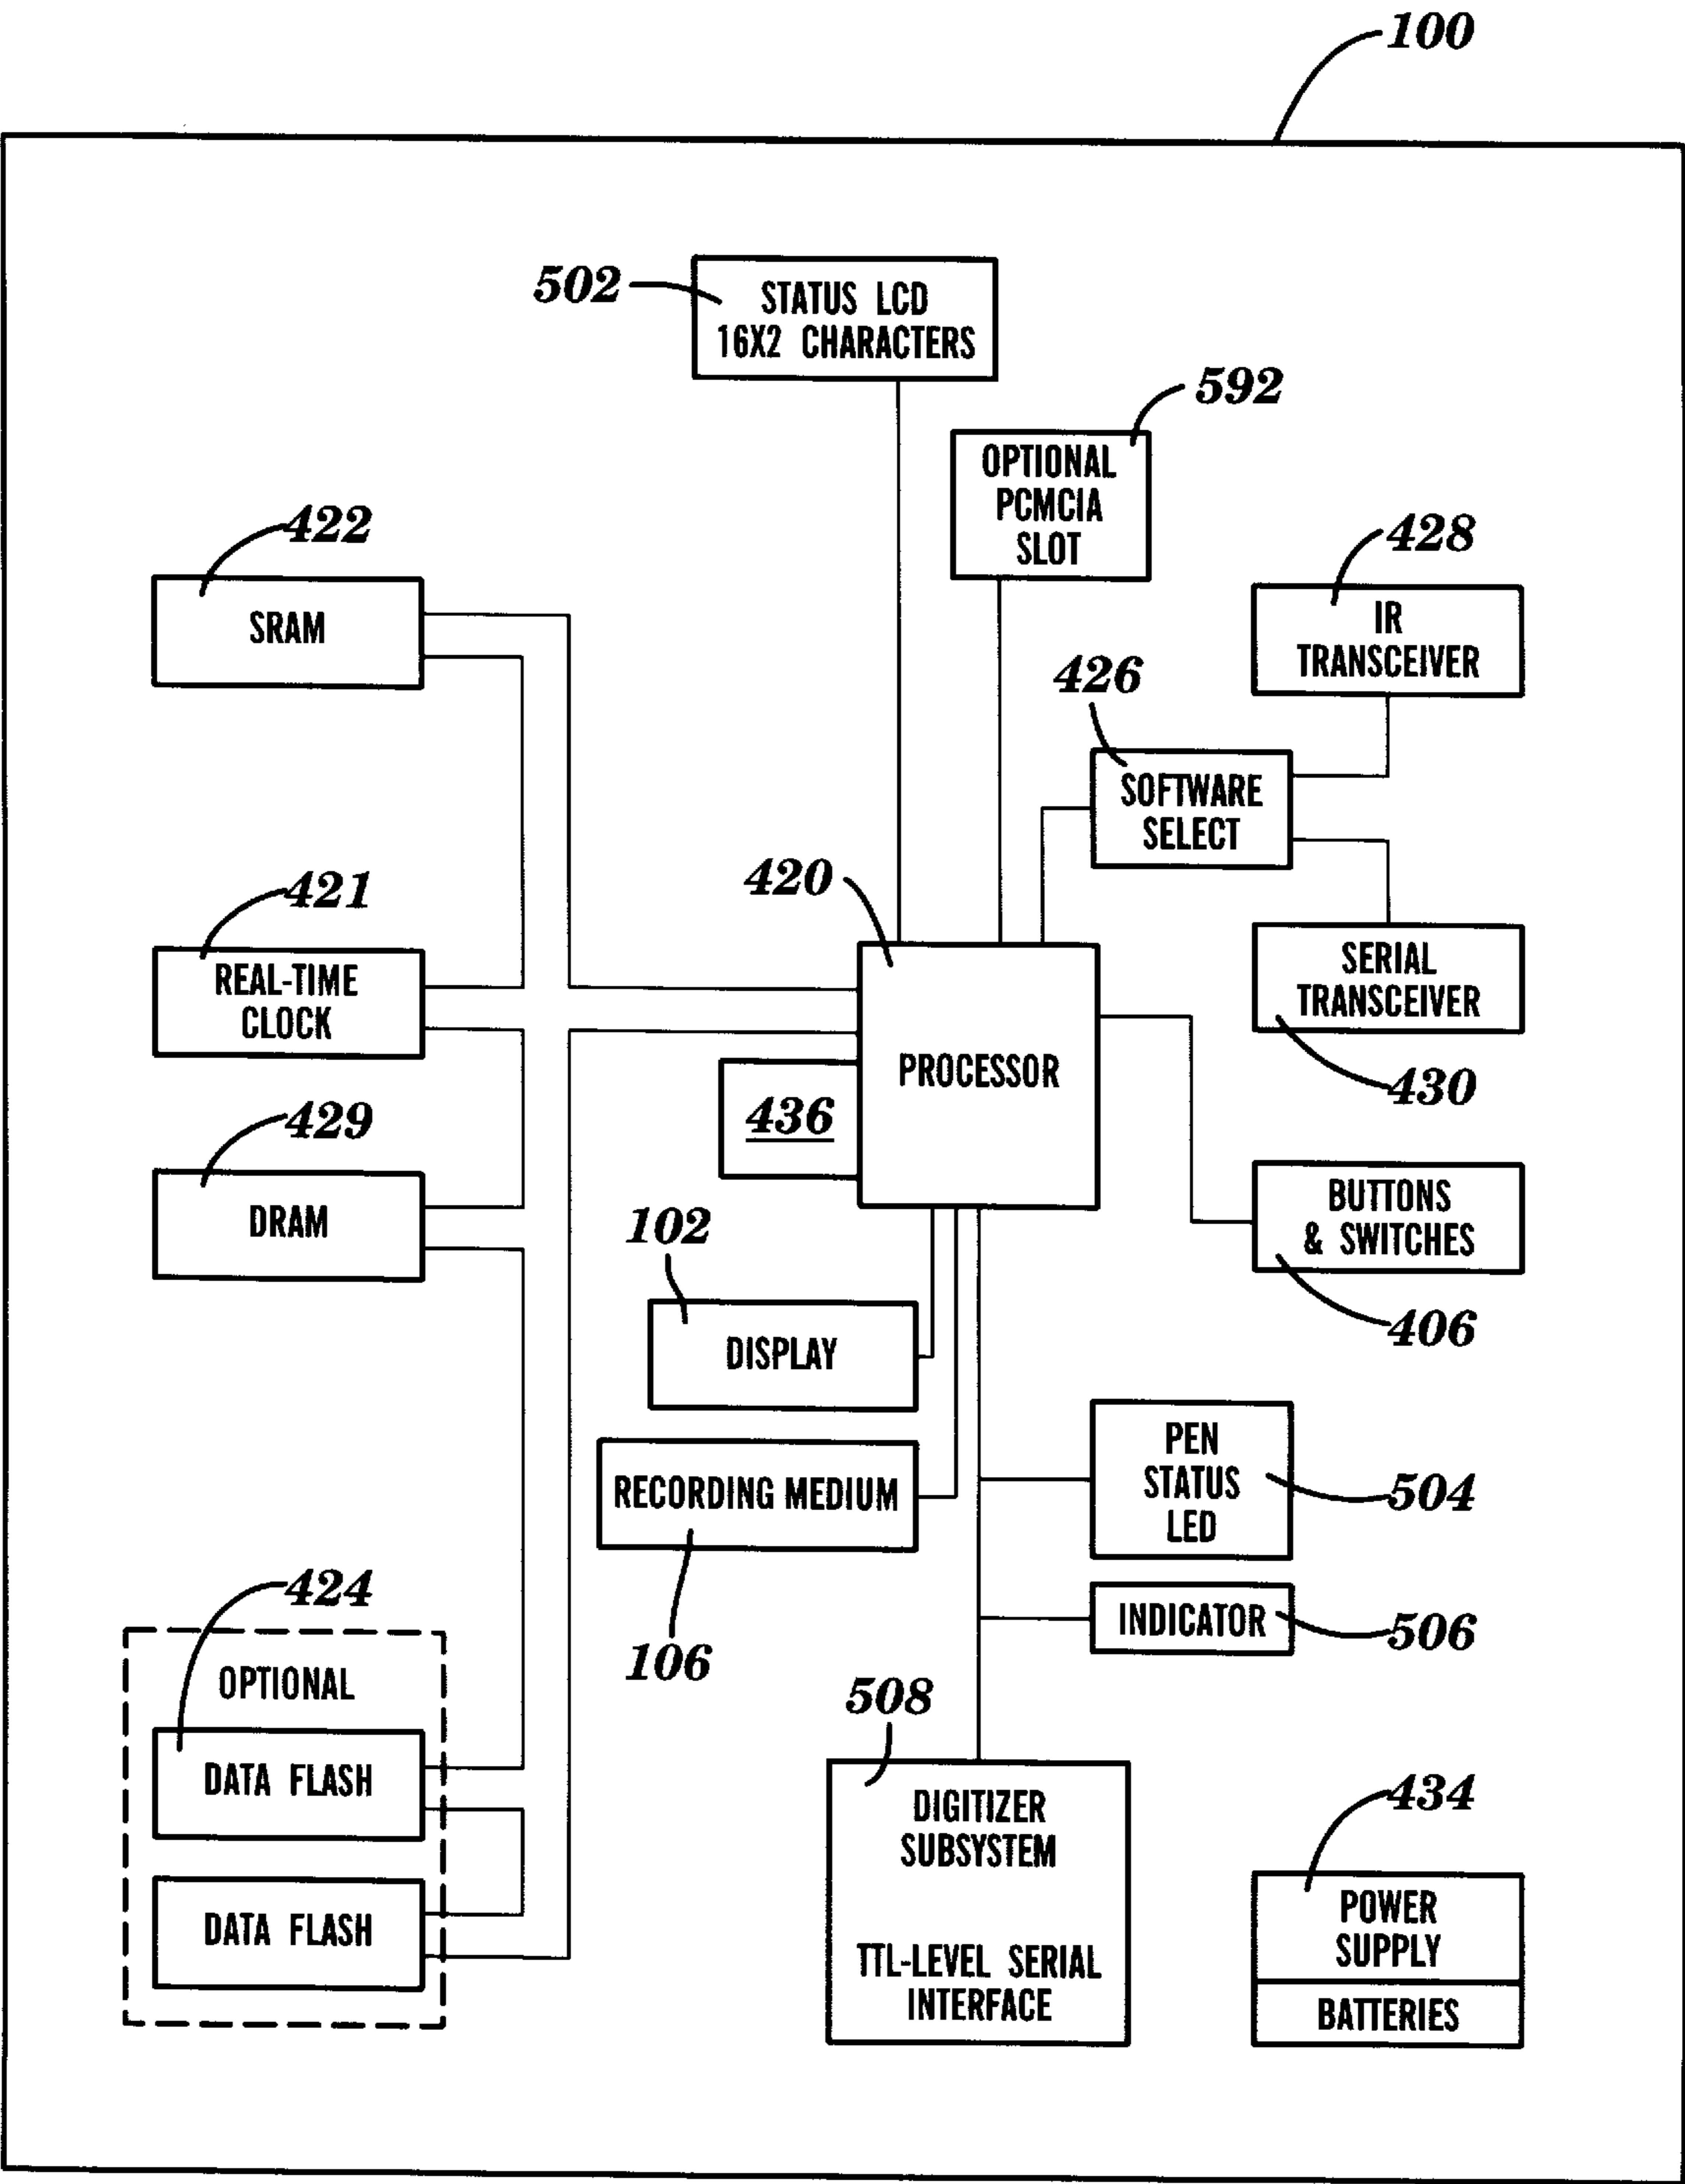 100
502
STATUS LCD
16X2 CHARACTERS
592
OPTIONAL
PCMCIA
SLOT
422
SRAM
428
IR
TRANSCEIVER
426
SOFTWARE
SELECT
421
REAL-TIME
CLOCK
420
PROCESSOR
SERIAL
TRANSCEIVER
430
436
429
DRAM
102
DISPLAY
BUTTONS
& SWITCHES
406
RECORDING MEDIUM
106
PEN
STATUS
LED
504
INDICATOR
506
424
OPTIONAL
DATA FLASH
DATA FLASH
508
DIGITIZER
SUBSYSTEM
TTL-LEVEL SERIAL
INTERFACE
434
POWER
SUPPLY
BATTERIES